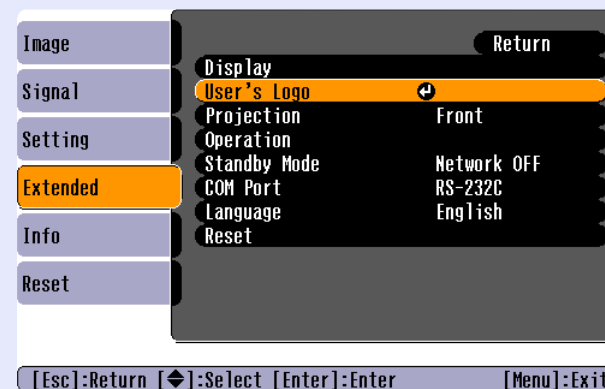 Image
Signal
Setting
Extended
Info
Reset
Return
Display
User's Logo
Projection Front
Operation
Standby Mode Network OFF
COM Port RS-232C
Language English
Reset
[Esc]:Return [◆]:Select [Enter]:Enter [Menu]:Exit